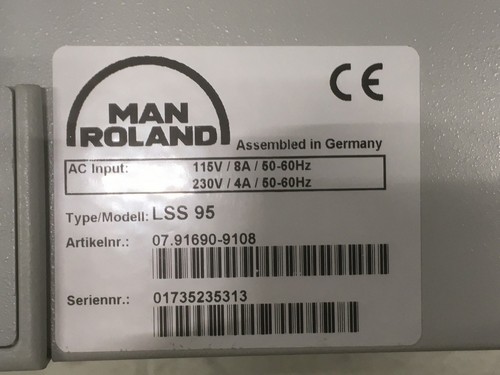 MAN
ROLAND
CE
Assembled in Germany
AC Input: 115V / 8A / 50-60Hz
230V / 4A / 50-60Hz
Type/Modell: LSS 95
Artikelnr.: 07.91690-9108
Seriennr.: 01735235313